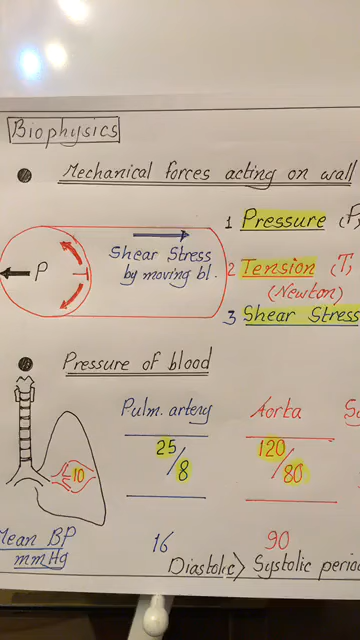 Biophysics
Mechanical forces acting on wall
1 Pressure (P,
P
Shear Stress
by moving bl.
T
2 Tension (T,
(Newton)
3 Shear Stress
Pressure of blood
Pulm. artery
Aorta
25/8
120/80
10
Mean BP
mmHg
16
90
Diastolic > Systolic period